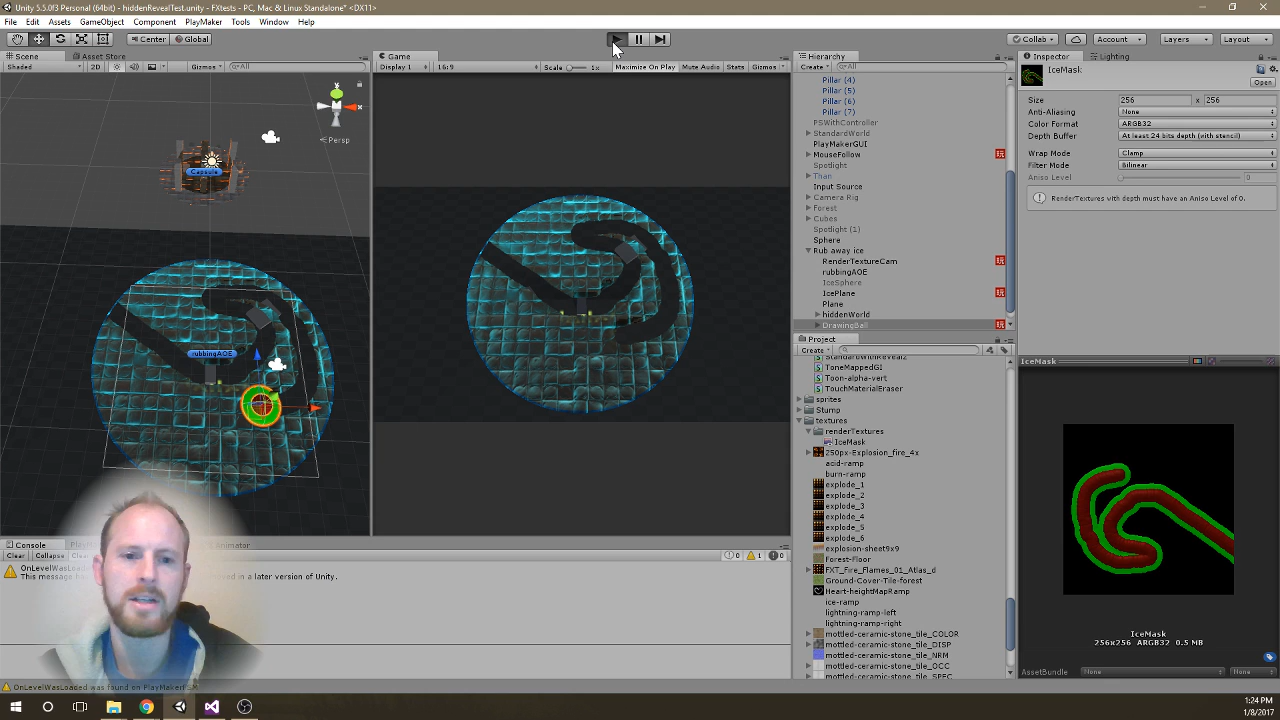 Unity 5.5.0f3 Personal (64bit) - hiddenRevealTest.unity - FXtests - PC, Mac & Linux Standalone* <DX11>
File Edit Assets GameObject Component PlayMaker Tools Window Help
Center Global Collab Account Layers Layout
Scene Asset Store
Shaded 2D Gizmos All
Persp
Capsule
rubbingAOE
Game
Display 1 16:9 Scale 1x Maximize On Play Mute Audio Stats Gizmos
Hierarchy
Create All
Pillar (4)
Pillar (5)
Pillar (6)
Pillar (7)
PSWithController
StandardWorld
PlayMakerGUI
MouseFollow
Spotlight
Than
Input Source
Camera Rig
Forest
Cubes
Spotlight (1)
Sphere
Rub away ice
RenderTextureCam
rubbingAOE
IceSphere
IcePlane
Plane
hiddenWorld
DrawingBall
Project
Create
ToneMappedGI
Toon-alpha-vert
TouchMaterialEraser
sprites
Stump
textures
renderTextures
IceMask
250px-Explosion_fire_4x
acid-ramp
burn-ramp
explode_1
explode_2
explode_3
explode_4
explode_5
explode_6
explosion-sheet9x9
Forest-Floor
FXT_Fire_Flames_01_Atlas_d
Ground-Cover-Tile-forest
Heart-heightMapRamp
ice-ramp
lightning-ramp-left
lightning-ramp-right
mottled-ceramic-stone_tile_COLOR
mottled-ceramic-stone_tile_DISP
mottled-ceramic-stone_tile_NRM
mottled-ceramic-stone_tile_OCC
mottled-ceramic-stone_tile_SPEC
Inspector Lighting
IceMask
Open
Size 256 x 256
Anti-Aliasing None
Color Format ARGB32
Depth Buffer At least 24 bits depth (with stencil)
Wrap Mode Clamp
Filter Mode Bilinear
Aniso Level 0
RenderTextures with depth must have an Aniso Level of 0.
IceMask
IceMask
256x256 ARGB32 0.5 MB
AssetBundle None None
Console Animator
Clear Collapse Clear 0 1 0
OnLevelWas
This message has in a later version of Unity.
OnLevelWasLoaded was found on PlayMaker
1:24 PM
1/8/2017